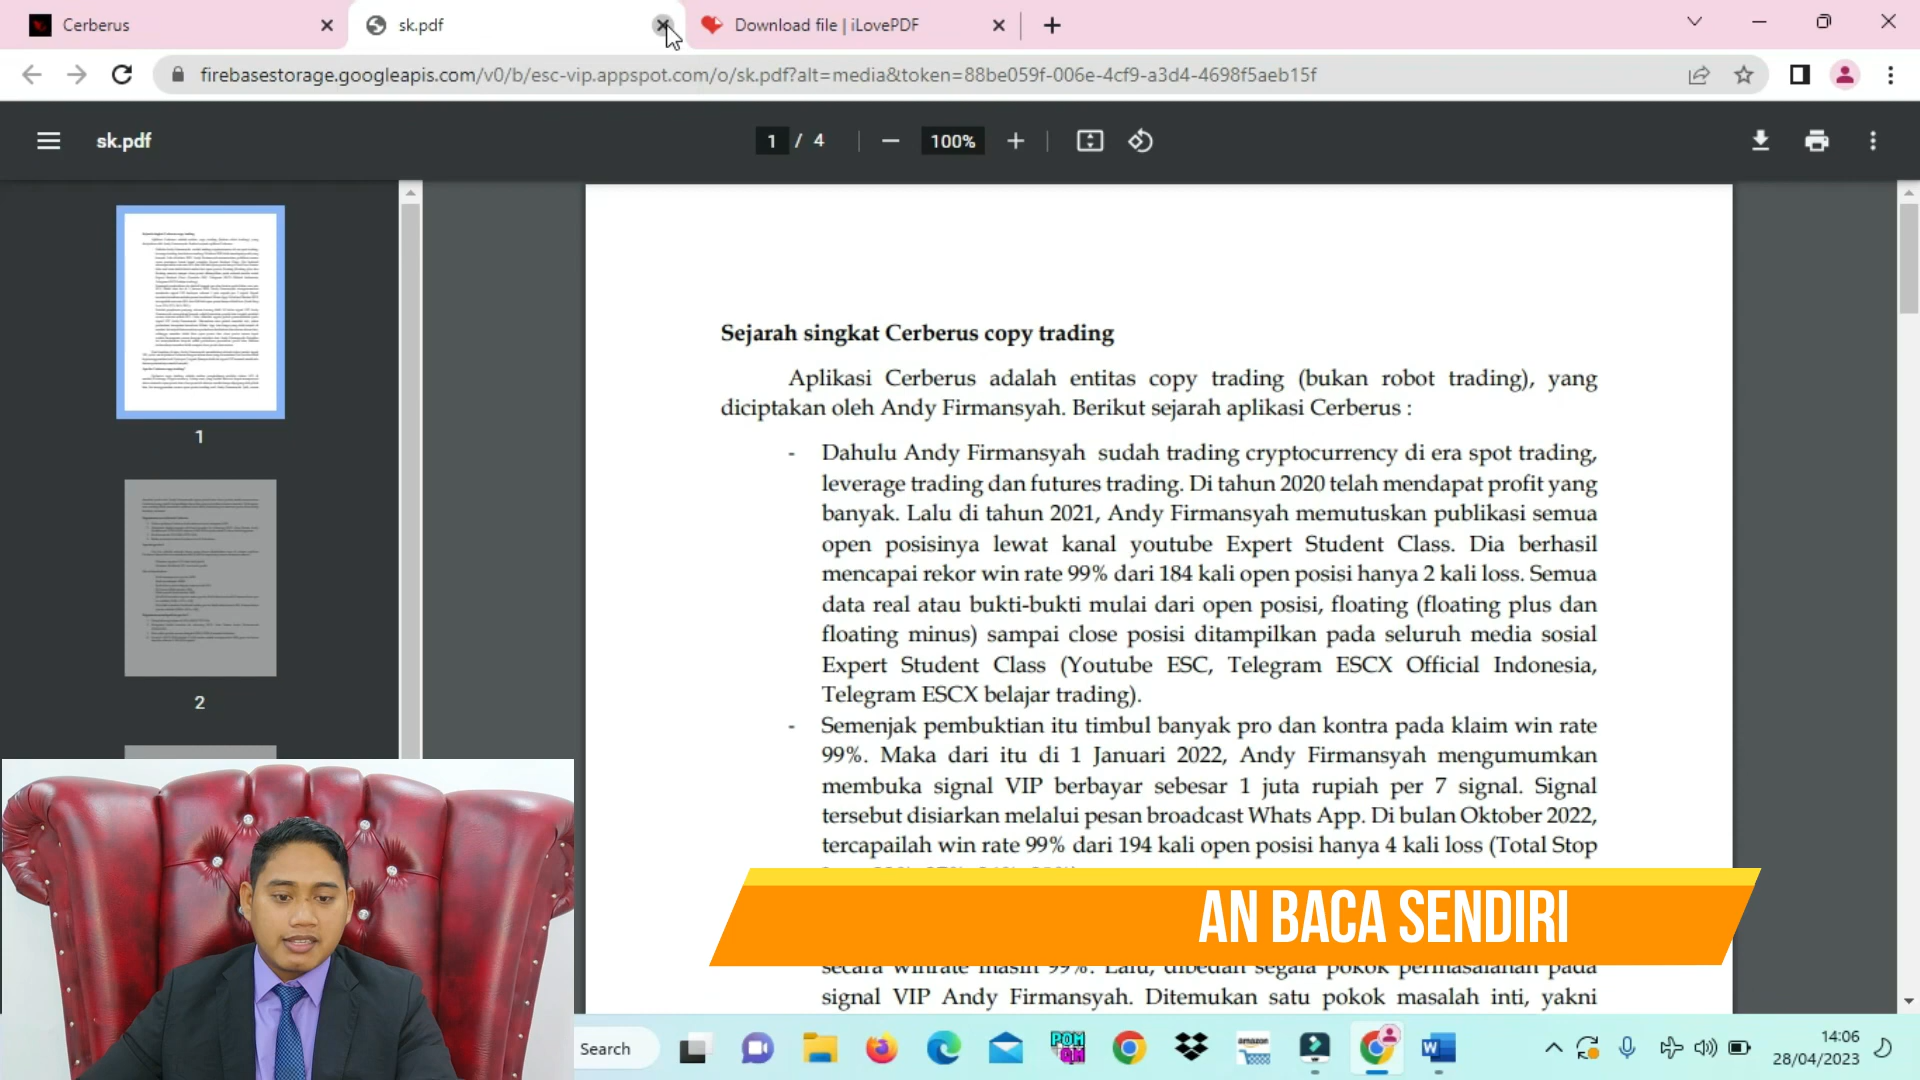 Cerberus
sk.pdf
Download file | iLovePDF
firebasestorage.googleapis.com/v0/b/esc-vip.appspot.com/o/sk.pdf?alt=media&token=88be059f-006e-4cf9-a3d4-4698f5aeb15f
sk.pdf
1 / 4
100%
1
2
Sejarah singkat Cerberus copy trading
Aplikasi Cerberus adalah entitas copy trading (bukan robot trading), yang
diciptakan oleh Andy Firmansyah. Berikut sejarah aplikasi Cerberus :
- Dahulu Andy Firmansyah sudah trading cryptocurrency di era spot trading,
leverage trading dan futures trading. Di tahun 2020 telah mendapat profit yang
banyak. Lalu di tahun 2021, Andy Firmansyah memutuskan publikasi semua
open posisinya lewat kanal youtube Expert Student Class. Dia berhasil
mencapai rekor win rate 99% dari 184 kali open posisi hanya 2 kali loss. Semua
data real atau bukti-bukti mulai dari open posisi, floating (floating plus dan
floating minus) sampai close posisi ditampilkan pada seluruh media sosial
Expert Student Class (Youtube ESC, Telegram ESCX Official Indonesia,
Telegram ESCX belajar trading).
- Semenjak pembuktian itu timbul banyak pro dan kontra pada klaim win rate
99%. Maka dari itu di 1 Januari 2022, Andy Firmansyah mengumumkan
membuka signal VIP berbayar sebesar 1 juta rupiah per 7 signal. Signal
tersebut disiarkan melalui pesan broadcast Whats App. Di bulan Oktober 2022,
tercapailah win rate 99% dari 194 kali open posisi hanya 4 kali loss (Total Stop
AN BACA SENDIRI
secara winrate masih 99%. Lalu, dibedah segala pokok permasalahan pada
signal VIP Andy Firmansyah. Ditemukan satu pokok masalah inti, yakni
Search
POM
QM
amazon
W
14:06
28/04/2023